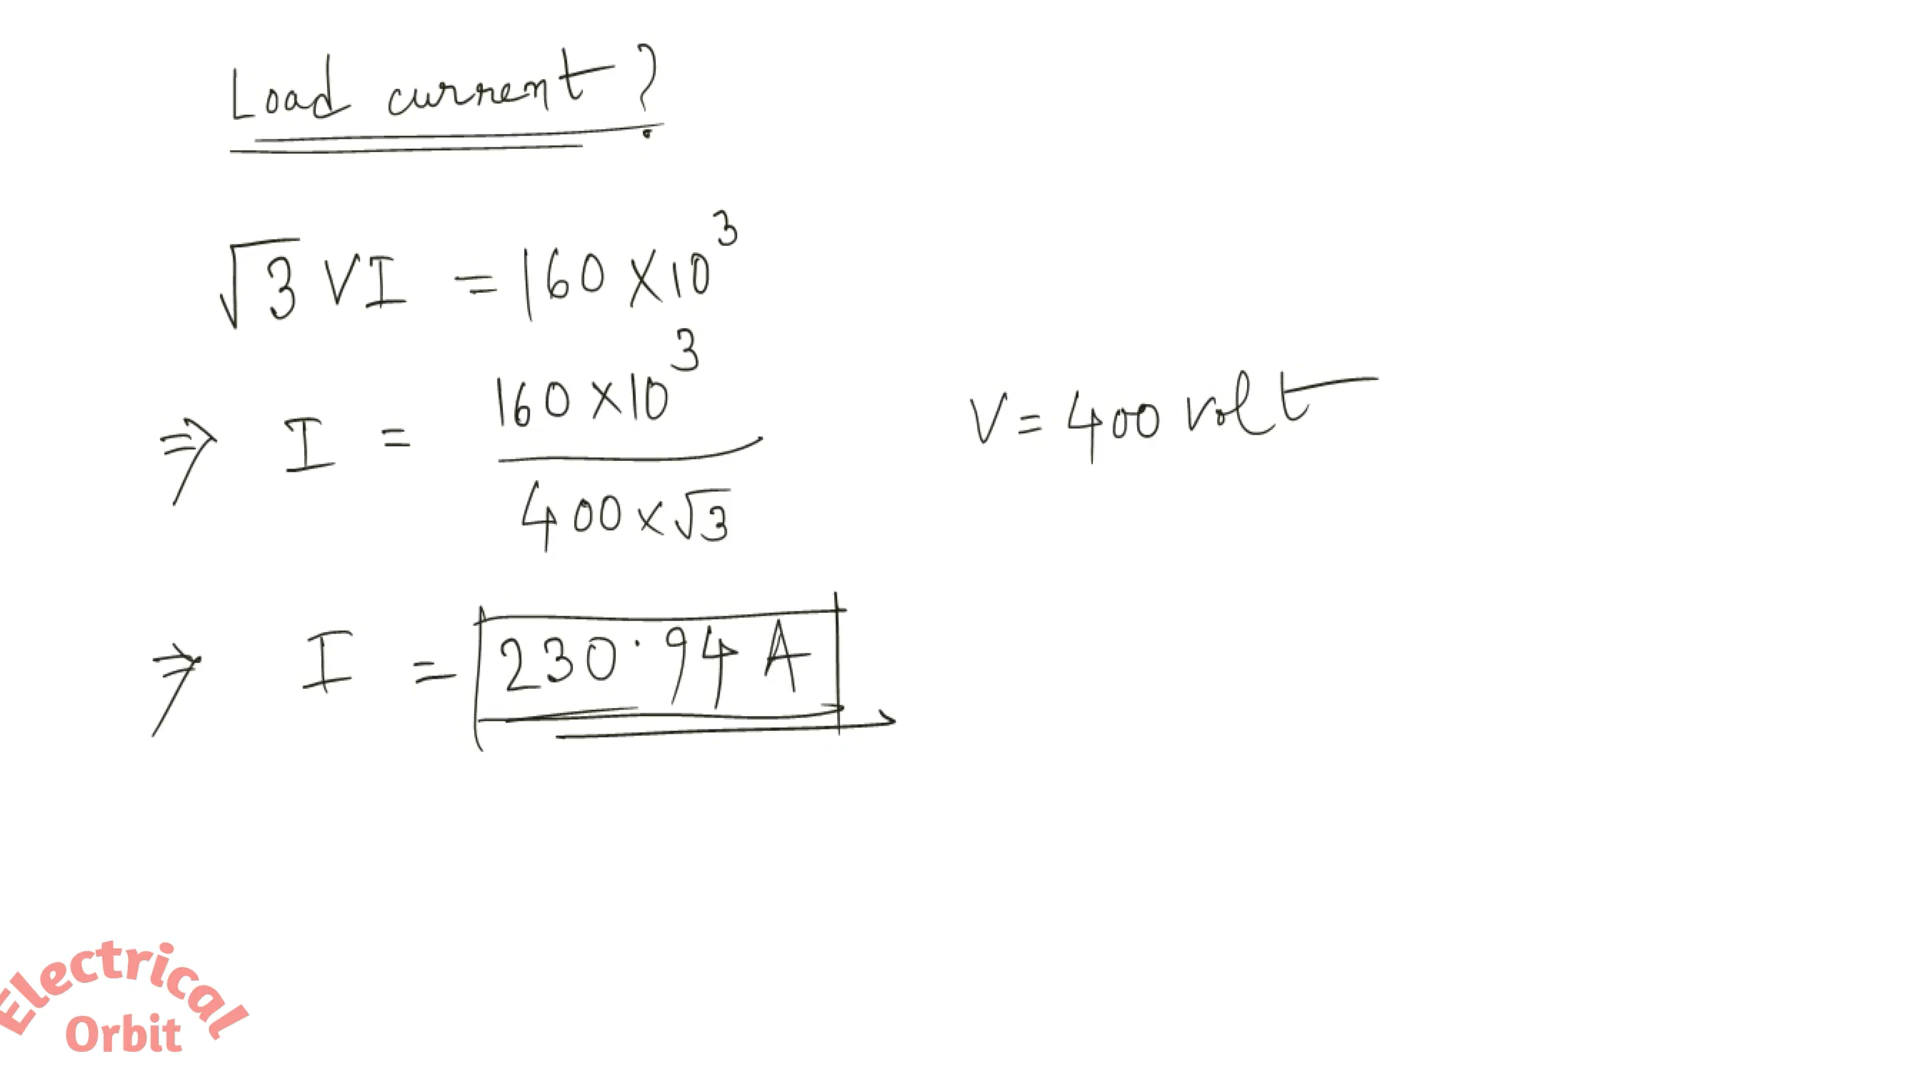 Load current?
√3 VI = 160 × 10³
⇒ I = 160 × 10³ / 400 × √3
V = 400 volt
⇒ I = 230.94 A
Electrical
Orbit